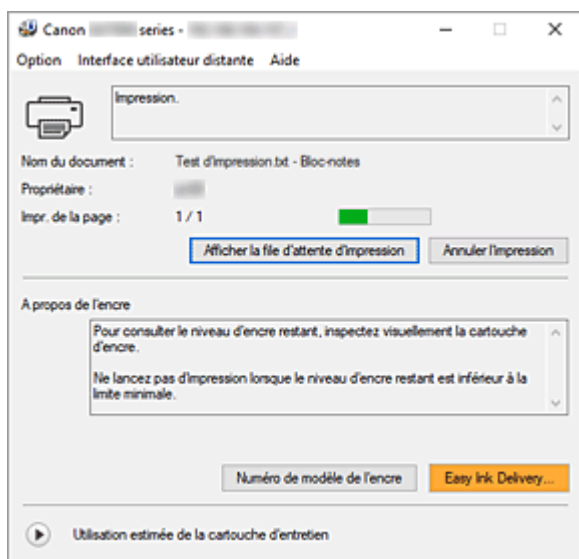 Canon series -
Option Interface utilisateur distante Aide
Impression.
Nom du document : Test d'impression.txt - Bloc-notes
Propriétaire :
Impr. de la page : 1 / 1
Afficher la file d'attente d'impression Annuler l'impression
A propos de l'encre
Pour consulter le niveau d'encre restant, inspectez visuellement la cartouche
d'encre.
Ne lancez pas d'impression lorsque le niveau d'encre restant est inférieur à la
limite minimale.
Numéro de modèle de l'encre Easy Ink Delivery...
Utilisation estimée de la cartouche d'entretien